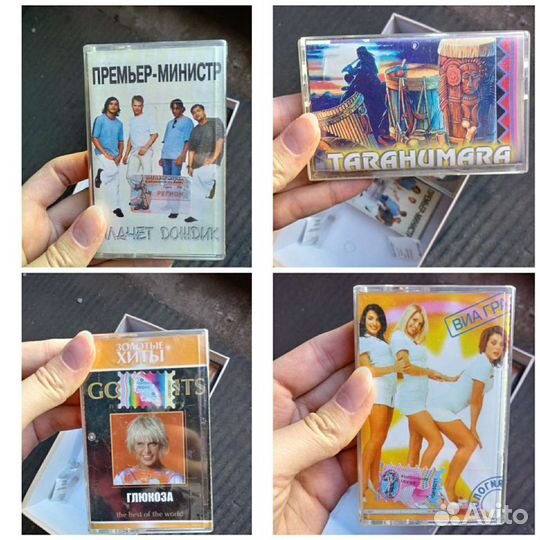 ПРЕМЬЕР-МИНИСТР
ПЛАЧЕТ ДОЖДИК
TARAHUMARA
ЗОЛОТЫЕ
ХИТЫ
ГЛЮКОЗА
the best of the world
ВИА ГРА
Avito